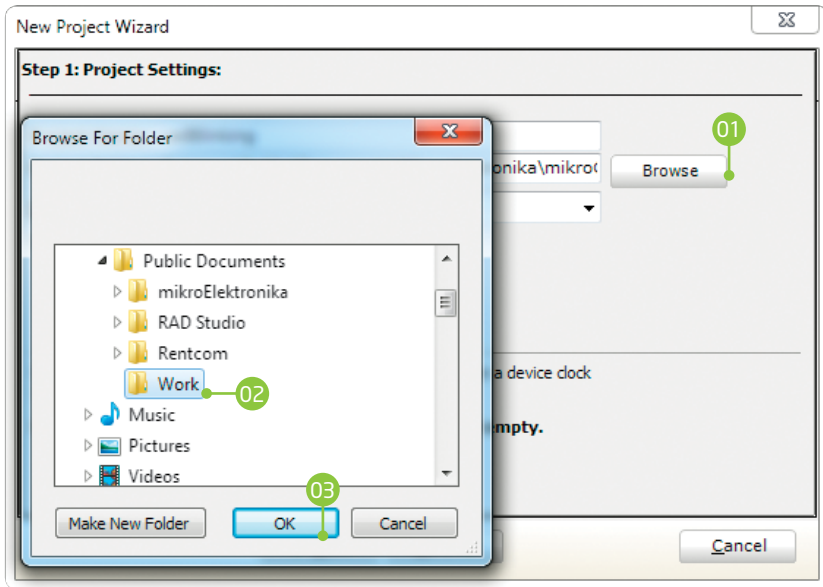 New Project Wizard
Step 1: Project Settings:
Browse For Folder
01
onika\mikro
Browse
Public Documents
mikroElektronika
RAD Studio
Rentcom
a device clock
Work
02
Music
empty.
Pictures
Videos
03
Make New Folder
OK
Cancel
Cancel